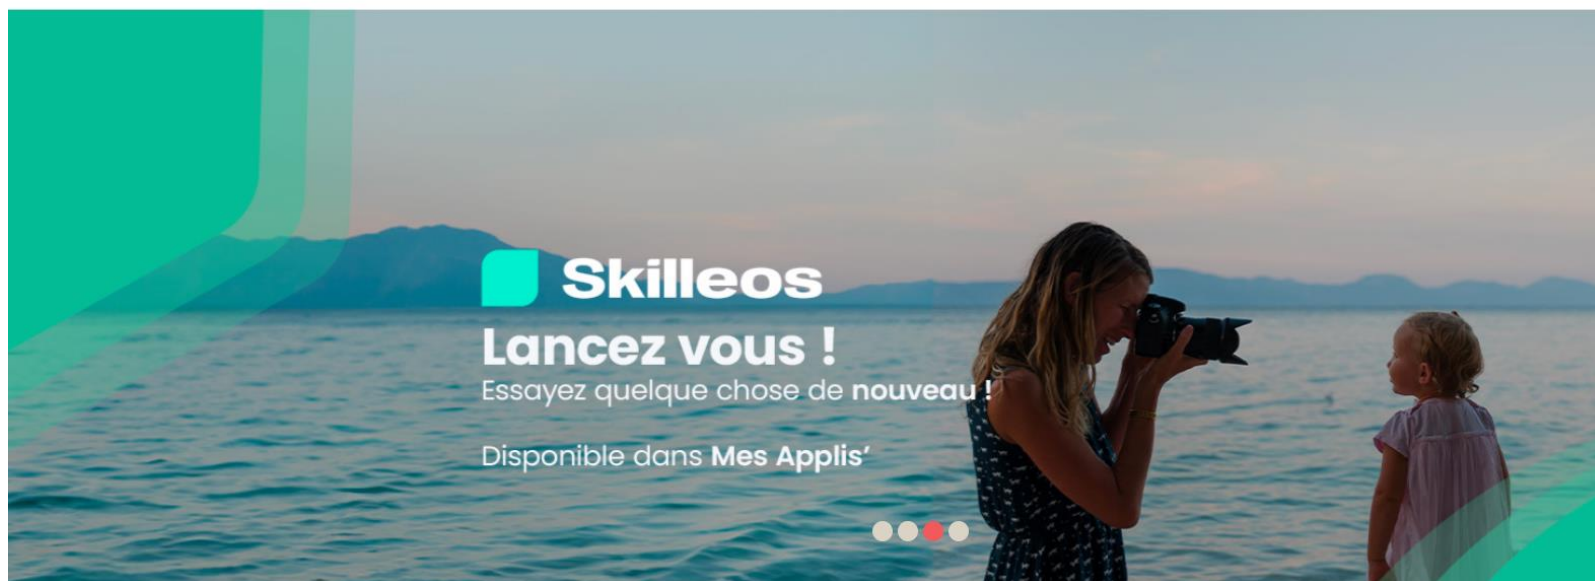 Skilleos
Lancez vous !
Essayez quelque chose de nouveau !
Disponible dans Mes Applis’